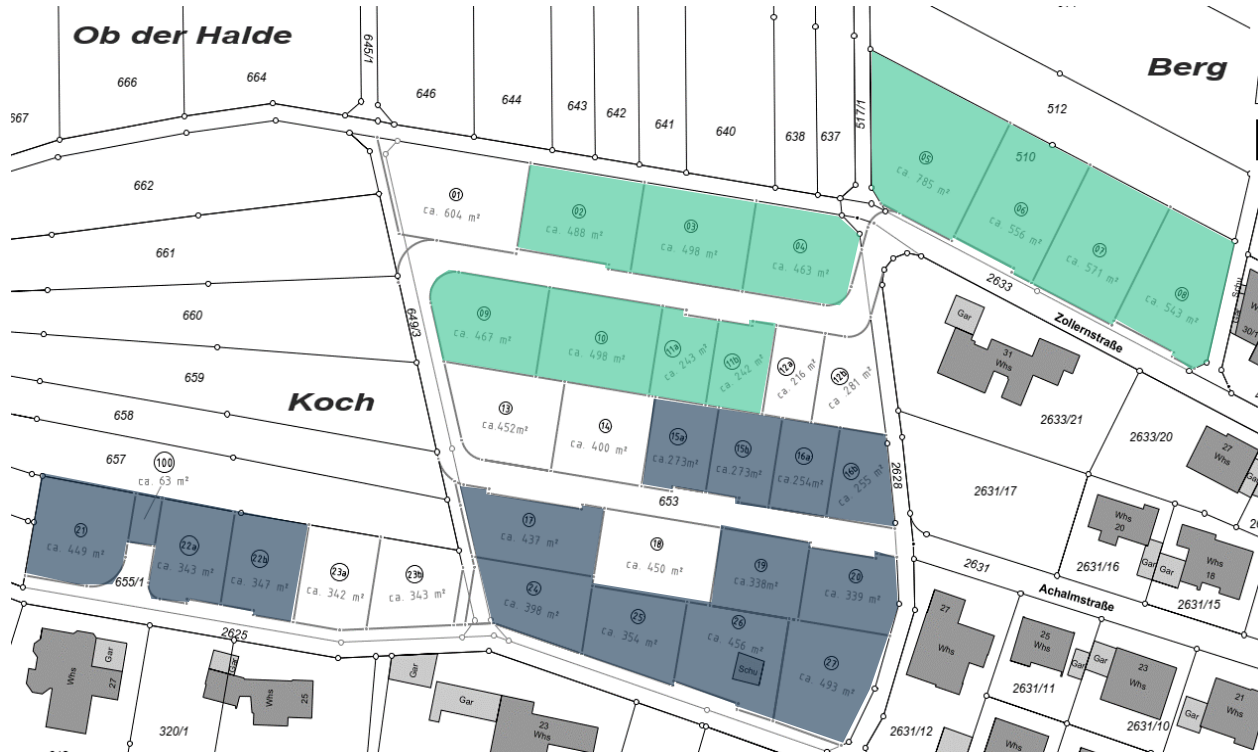 Ob der Halde
Berg
Koch
667
666
664
645/1
646
644
643
642
641
640
638
637
517/1
512
510
662
661
660
659
658
657
649/3
01
ca. 604 m²
02
ca. 488 m²
03
ca. 498 m²
04
ca. 463 m²
05
ca. 785 m²
06
ca. 556 m²
07
ca. 571 m²
08
ca. 543 m²
09
ca. 467 m²
10
ca. 498 m²
11a
ca. 243 m²
11b
ca. 242 m²
12a
ca. 216 m²
12b
ca. 281 m²
13
ca.452m²
14
ca. 400 m²
15a
ca.273m²
15b
ca.273m²
16a
ca.254m²
16b
ca. 255 m²
653
17
ca. 437 m²
18
ca. 450 m²
19
ca.338m²
20
ca. 339 m²
100
ca. 63 m²
21
ca. 449 m²
22a
ca. 343 m²
22b
ca. 347 m²
23a
ca. 342 m²
23b
ca. 343 m²
24
ca. 398 m²
25
ca. 354 m²
26
ca. 456 m²
Schu
27
ca. 493 m²
655/1
2625
2628
2633
Zollernstraße
Gar
31
Whs
2633/21
2633/20
27
Whs
2631/17
Whs
20
Gar
Gar
Whs
18
2631/16
2631/15
2631
Achalmstraße
27
Whs
25
Whs
Gar
Gar
23
Whs
21
Whs
Gar
2631/11
2631/10
2631/12
Gar
Whs
Whs
27
Gar
Gar
Whs
25
320/1
Gar
Gar
23
Whs